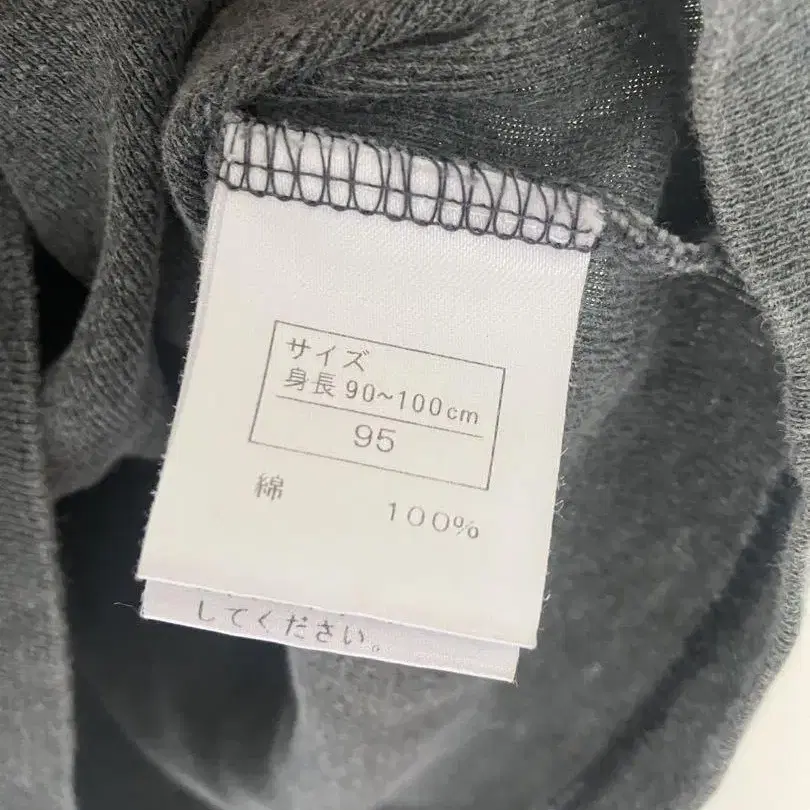 サイズ
身長 90~100cm
95
綿 100%
してください。